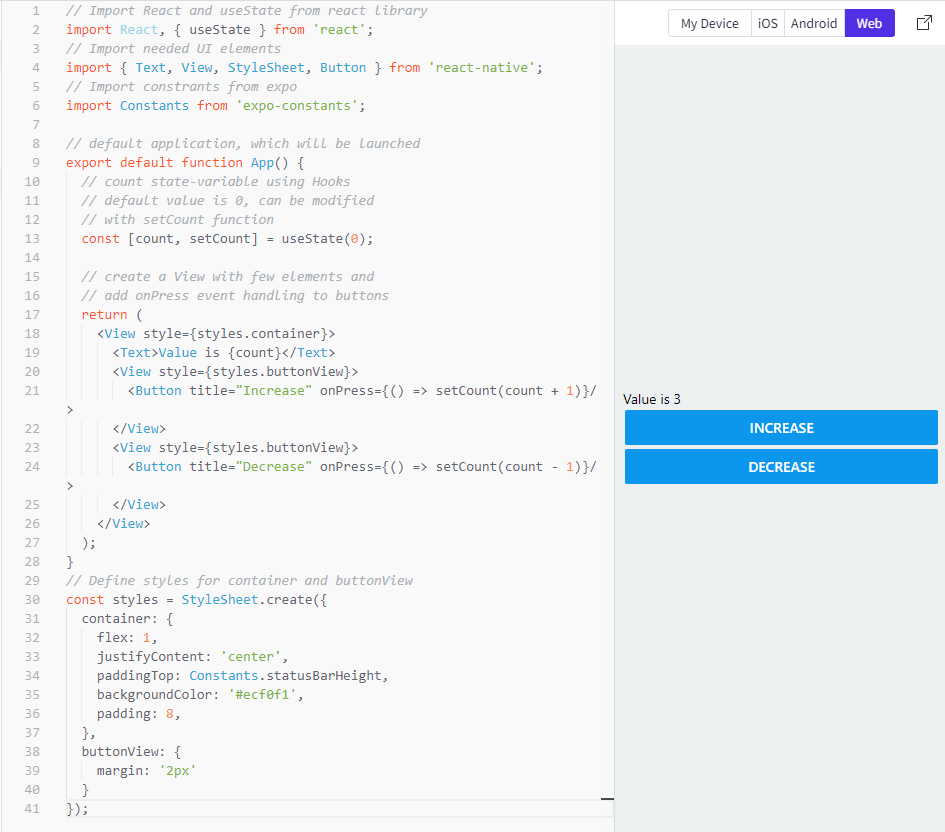 1 // Import React and useState from react library
2 import React, { useState } from 'react';
3 // Import needed UI elements
4 import { Text, View, StyleSheet, Button } from 'react-native';
5 // Import constrants from expo
6 import Constants from 'expo-constants';
7
8 // default application, which will be launched
9 export default function App() {
10 // count state-variable using Hooks
11 // default value is 0, can be modified
12 // with setCount function
13 const [count, setCount] = useState(0);
14
15 // create a View with few elements and
16 // add onPress event handling to buttons
17 return (
18 <View style={styles.container}>
19 <Text>Value is {count}</Text>
20 <View style={styles.buttonView}>
21 <Button title="Increase" onPress={() => setCount(count + 1)}/
>
22 </View>
23 <View style={styles.buttonView}>
24 <Button title="Decrease" onPress={() => setCount(count - 1)}/
>
25 </View>
26 </View>
27 );
28 }
29 // Define styles for container and buttonView
30 const styles = StyleSheet.create({
31 container: {
32 flex: 1,
33 justifyContent: 'center',
34 paddingTop: Constants.statusBarHeight,
35 backgroundColor: '#ecf0f1',
36 padding: 8,
37 },
38 buttonView: {
39 margin: '2px'
40 }
41 });
My Device iOS Android Web
Value is 3
INCREASE
DECREASE